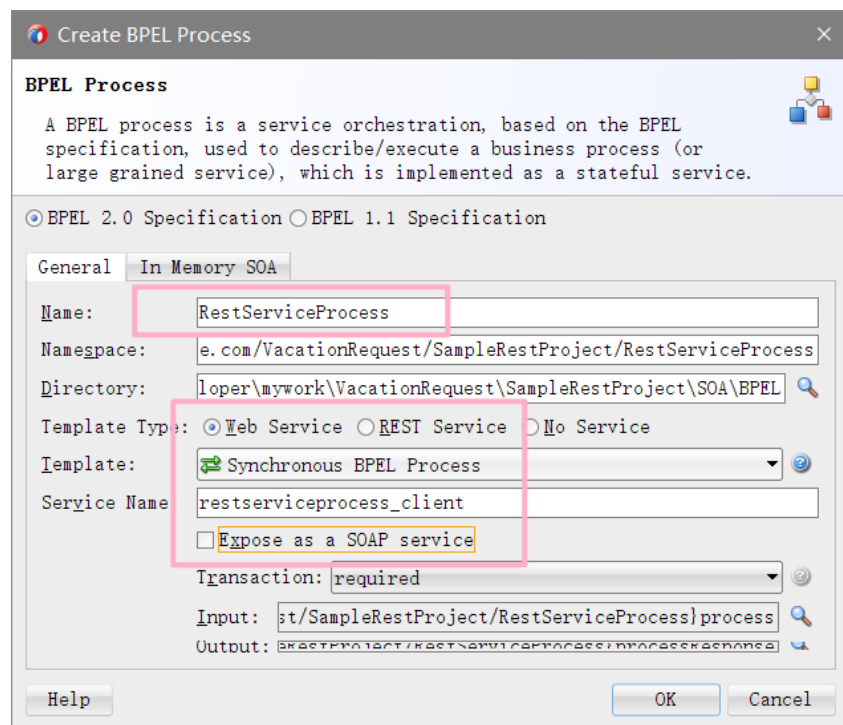 Create BPEL Process
BPEL Process
A BPEL process is a service orchestration, based on the BPEL
specification, used to describe/execute a business process (or
large grained service), which is implemented as a stateful service.
BPEL 2.0 Specification BPEL 1.1 Specification
General In Memory SOA
Name: RestServiceProcess
Namespace: e.com/VacationRequest/SampleRestProject/RestServiceProcess
Directory: loper\mywork\VacationRequest\SampleRestProject\SOA\BPEL
Template Type: Web Service REST Service No Service
Template: Synchronous BPEL Process
Service Name restserviceprocess_client
Expose as a SOAP service
Transaction: required
Input: st/SampleRestProject/RestServiceProcess}process
Output: eRestProject/RestServiceProcess}processResponse
Help OK Cancel